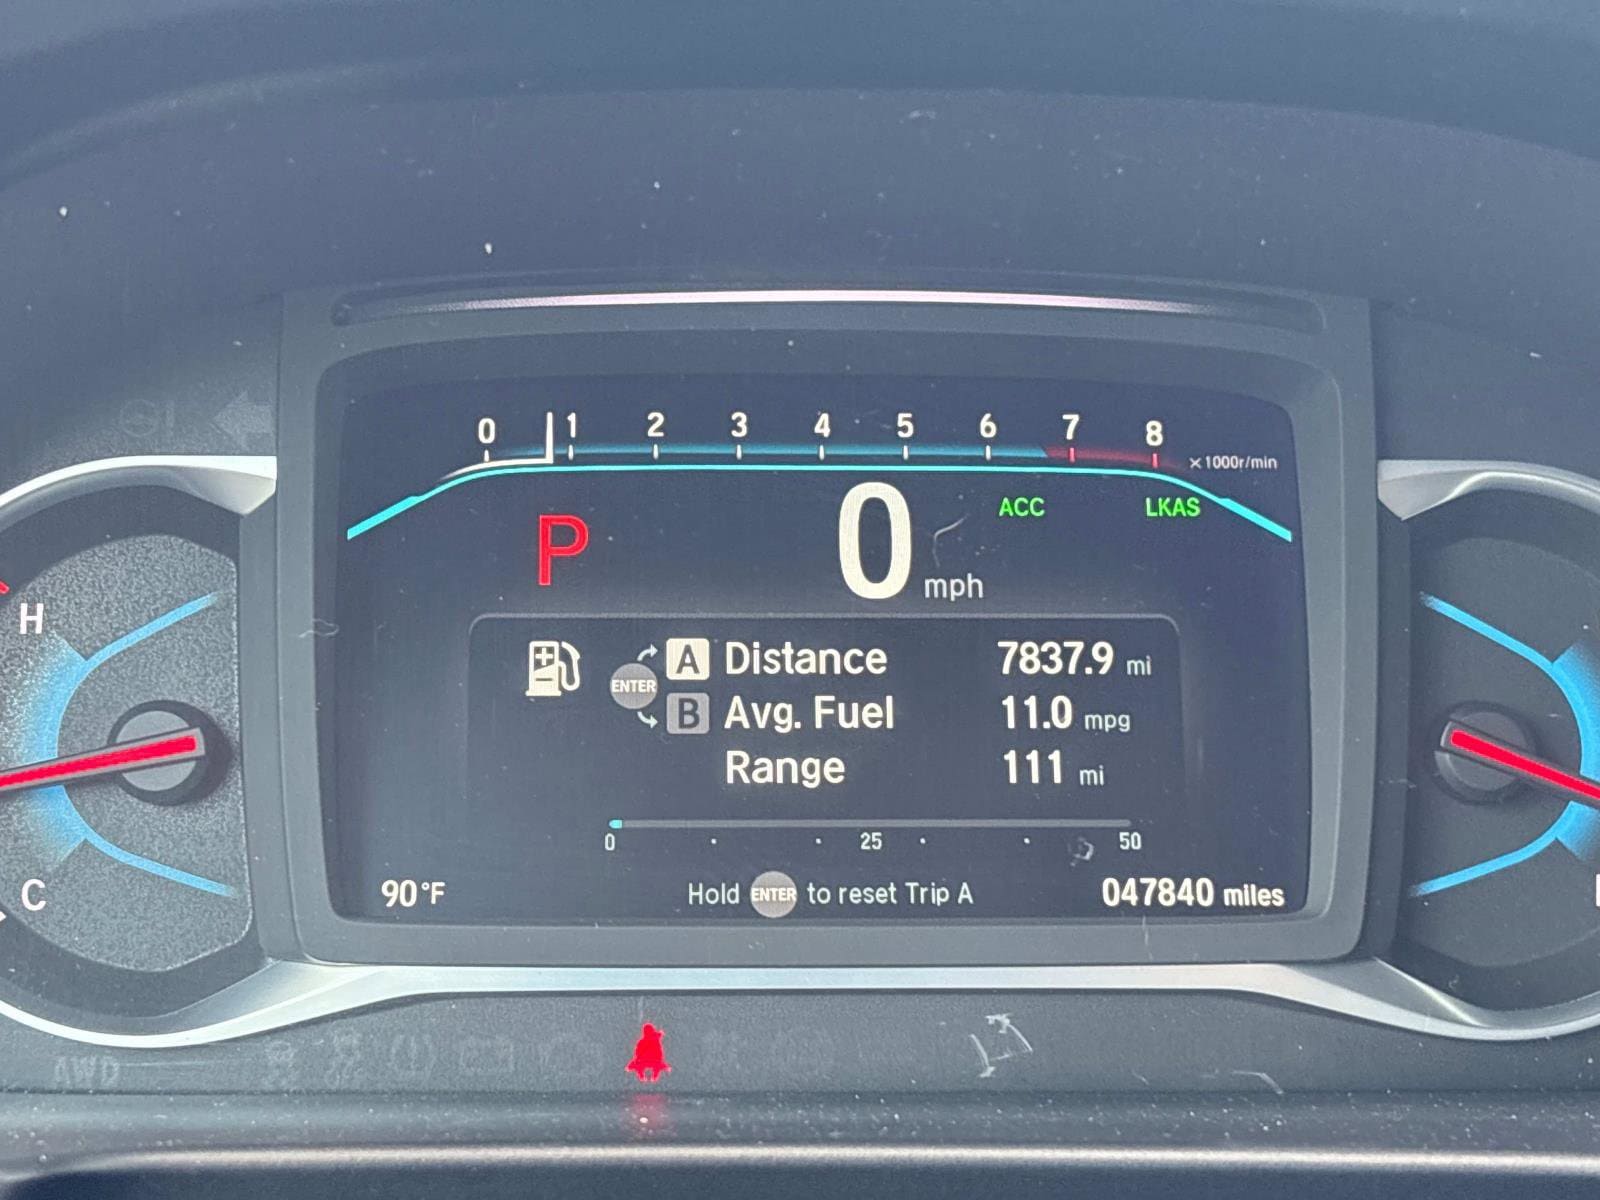 0 1 2 3 4 5 6 7 8
×1000r/min
ACC LKAS
P 0 mph
H
ENTER A Distance 7837.9 mi
B Avg. Fuel 11.0 mpg
Range 111 mi
0 25 50
C
90°F Hold ENTER to reset Trip A 047840 miles
AWD